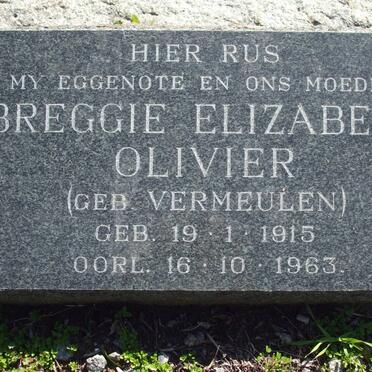 HIER RUS
MY EGGENOTE EN ONS MOED
BREGGIE ELIZABE
OLIVIER
(GEB. VERMEULEN)
GEB. 19 · 1 · 1915
OORL. 16 · 10 · 1963.